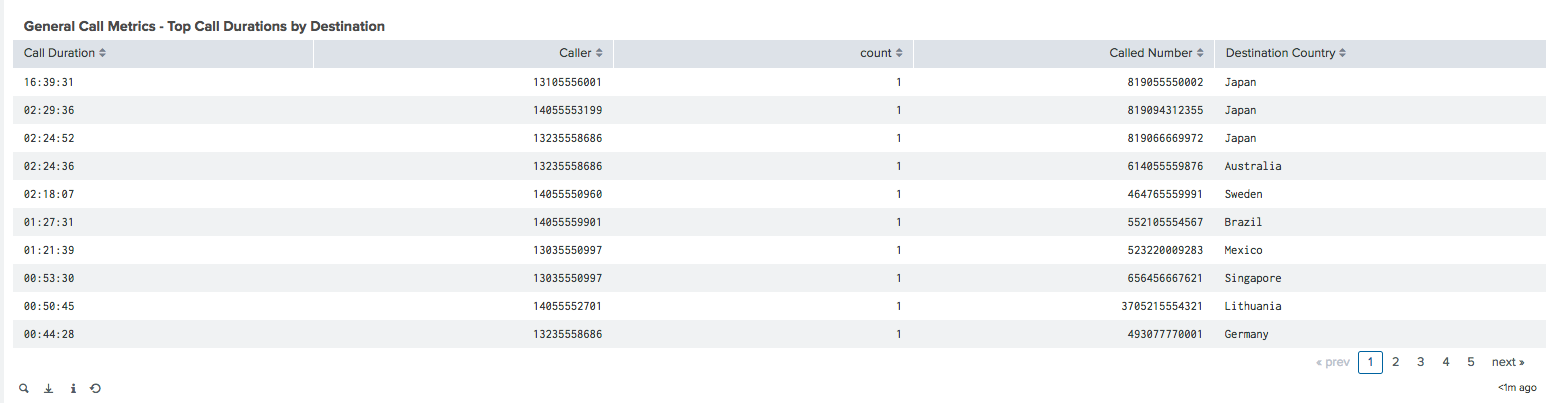 General Call Metrics - Top Call Durations by Destination
Call Duration Caller count Called Number Destination Country
16:39:31 13105556001 1 819055550002 Japan
02:29:36 14055553199 1 819094312355 Japan
02:24:52 13235558686 1 819066669972 Japan
02:24:36 13235558686 1 614055559876 Australia
02:18:07 14055550960 1 464765559991 Sweden
01:27:31 14055559901 1 552105554567 Brazil
01:21:39 13035550997 1 523220009283 Mexico
00:53:30 13035550997 1 656456667621 Singapore
00:50:45 14055552701 1 3705215554321 Lithuania
00:44:28 13235558686 1 493077770001 Germany
« prev 1 2 3 4 5 next »
<1m ago